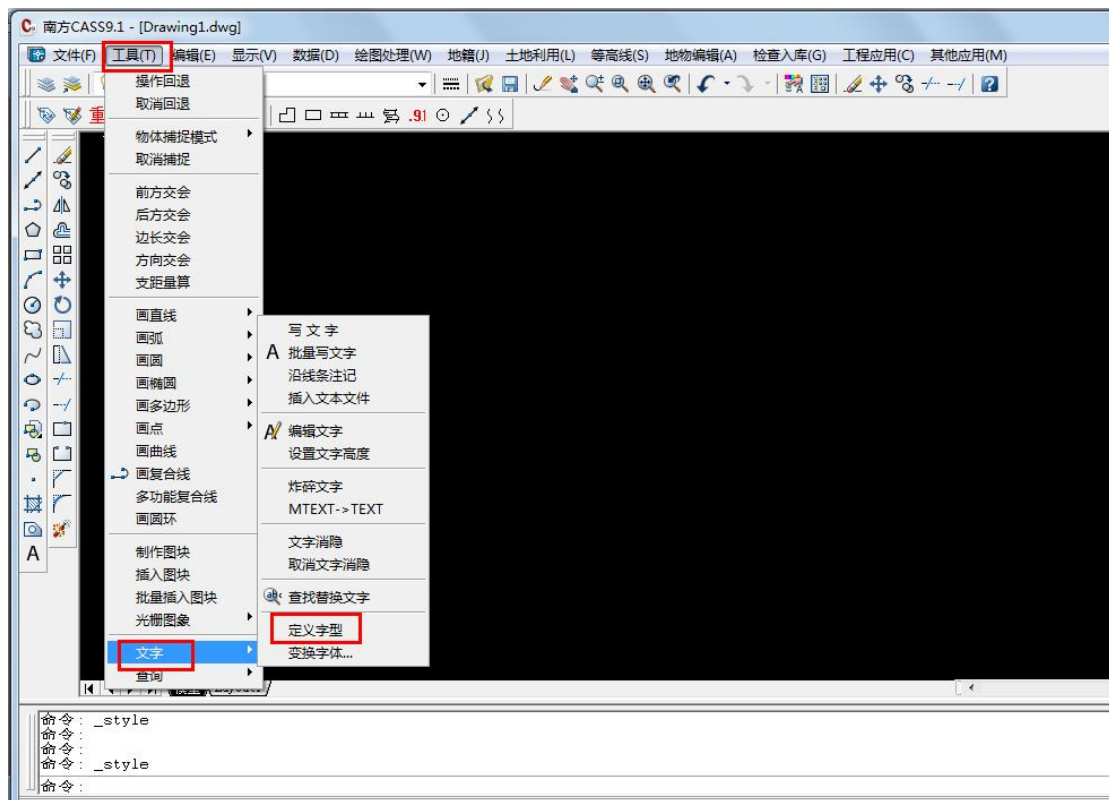 南方CASS9.1 - [Drawing1.dwg]
文件(F) 工具(T) 编辑(E) 显示(V) 数据(D) 绘图处理(W) 地籍(J) 土地利用(L) 等高线(S) 地物编辑(A) 检查入库(G) 工程应用(C) 其他应用(M)
重
.91
操作回退
取消回退
物体捕捉模式
取消捕捉
前方交会
后方交会
边长交会
方向交会
支距量算
画直线
画弧
画圆
画椭圆
画多边形
画点
画曲线
画复合线
多功能复合线
画圆环
制作图块
插入图块
批量插入图块
光栅图象
文字
查询
写文字
A 批量写文字
沿线条注记
插入文本文件
编辑文字
设置文字高度
炸碎文字
MTEXT->TEXT
文字消隐
取消文字消隐
查找替换文字
定义字型
变换字体...
A
命令: _style
命令:
命令:
命令: _style
命令: